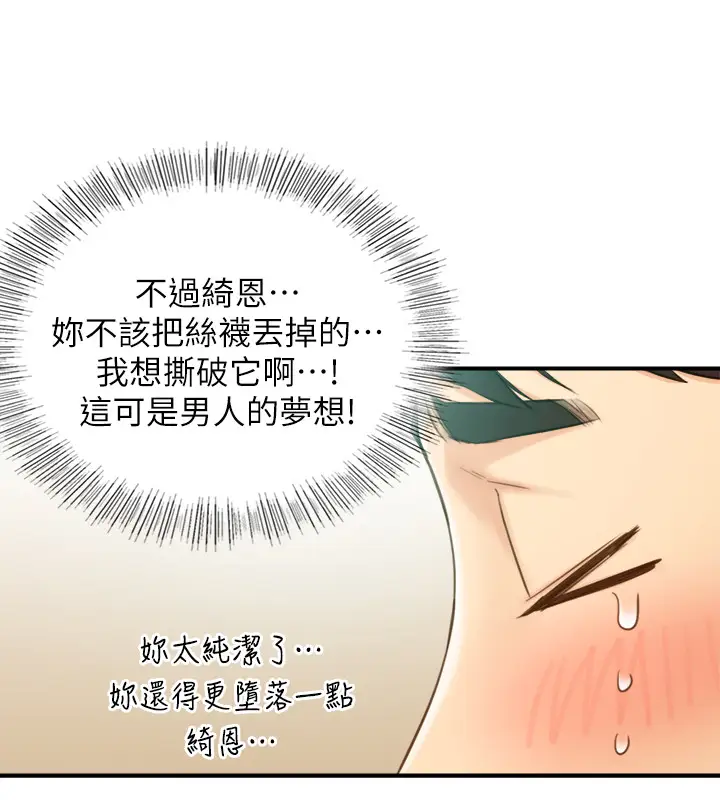 不過綺恩⋯
妳不該把絲襪丟掉的⋯
我想撕破它啊⋯!
這可是男人的夢想!
妳太純潔了⋯
妳還得更墮落一點
綺恩⋯